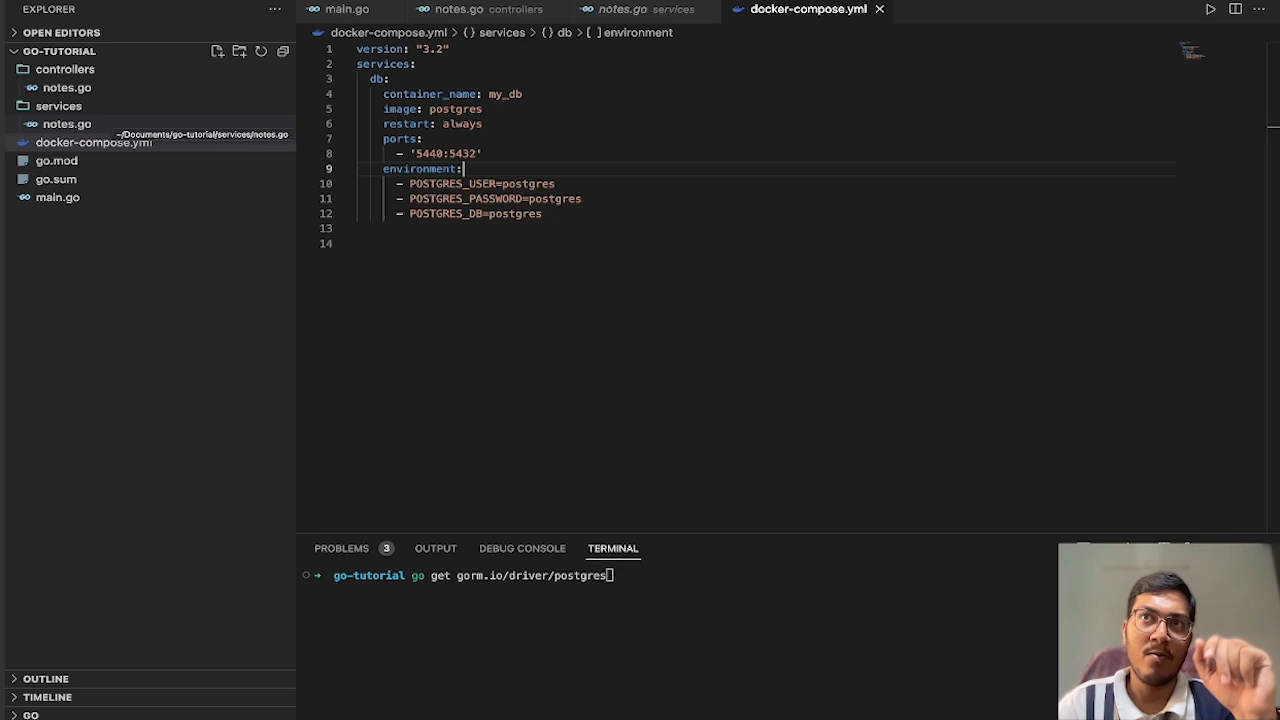 EXPLORER
···
main.go
notes.go controllers
notes.go services
docker-compose.yml
···
OPEN EDITORS
docker-compose.yml > { } services > { } db > [ ] environment
GO-TUTORIAL
controllers
notes.go
services
notes.go
~/Documents/go-tutorial/services/notes.go
docker-compose.yml
go.mod
go.sum
main.go
1 version: "3.2"
2 services:
3 db:
4 container_name: my_db
5 image: postgres
6 restart: always
7 ports:
8 - '5440:5432'
9 environment:
10 - POSTGRES_USER=postgres
11 - POSTGRES_PASSWORD=postgres
12 - POSTGRES_DB=postgres
13
14
PROBLEMS 3 OUTPUT DEBUG CONSOLE TERMINAL
→ go-tutorial go get gorm.io/driver/postgres
OUTLINE
TIMELINE
GO